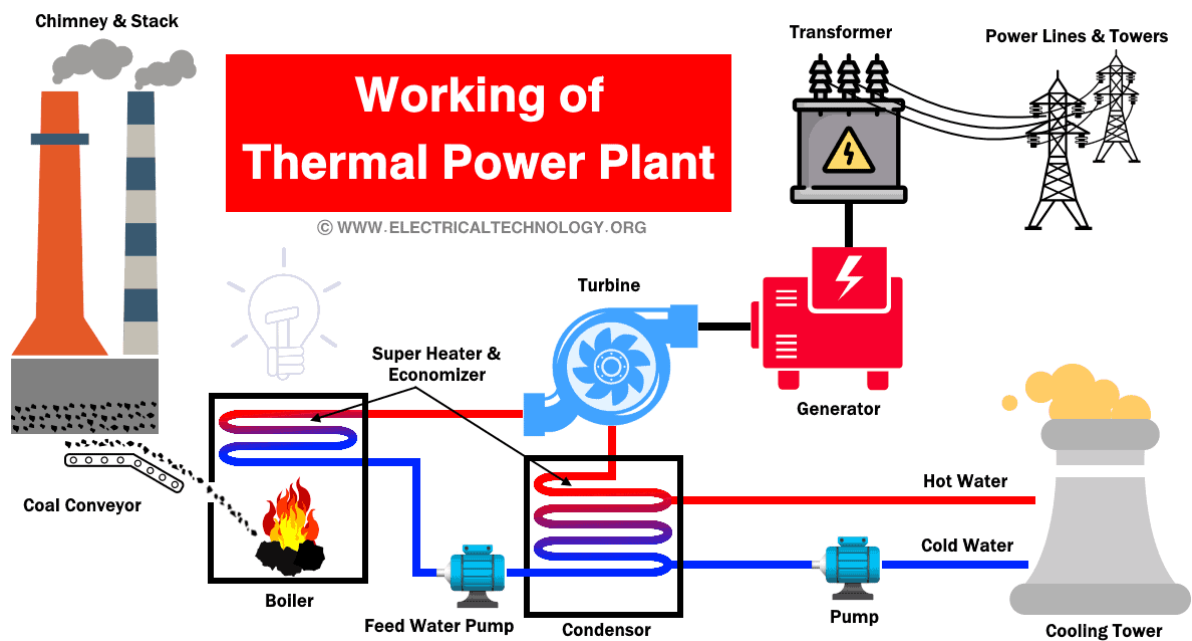 Chimney & Stack
Transformer
Power Lines & Towers
Working of
Thermal Power Plant
© WWW.ELECTRICALTECHNOLOGY.ORG
Turbine
Super Heater &
Economizer
Generator
Coal Conveyor
Hot Water
Cold Water
Boiler
Feed Water Pump
Condensor
Pump
Cooling Tower